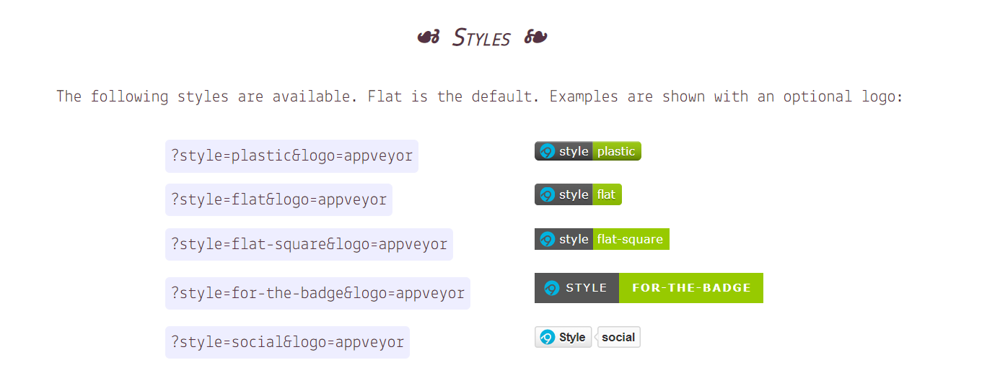 ☙ Styles ❧
The following styles are available. Flat is the default. Examples are shown with an optional logo:
?style=plastic&logo=appveyor style plastic
?style=flat&logo=appveyor style flat
?style=flat-square&logo=appveyor style flat-square
?style=for-the-badge&logo=appveyor STYLE FOR-THE-BADGE
?style=social&logo=appveyor Style social